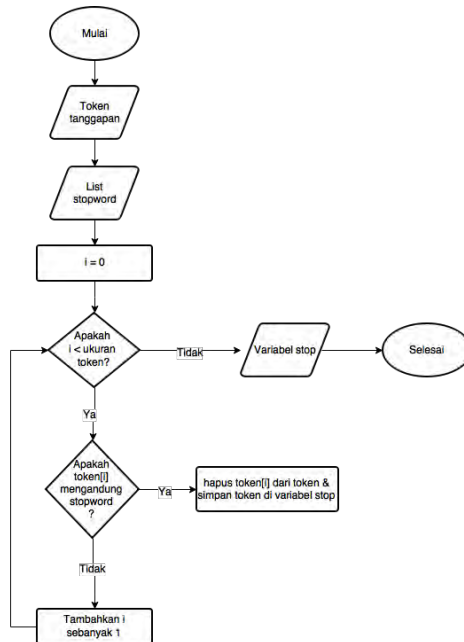 Mulai
Token
tanggapan
List
stopword
i = 0
Apakah
i < ukuran
token?
Tidak
Variabel stop
Selesai
Ya
Apakah
token[i]
mengandung
stopword
?
Ya
hapus token[i] dari token &
simpan token di variabel stop
Tidak
Tambahkan i
sebanyak 1